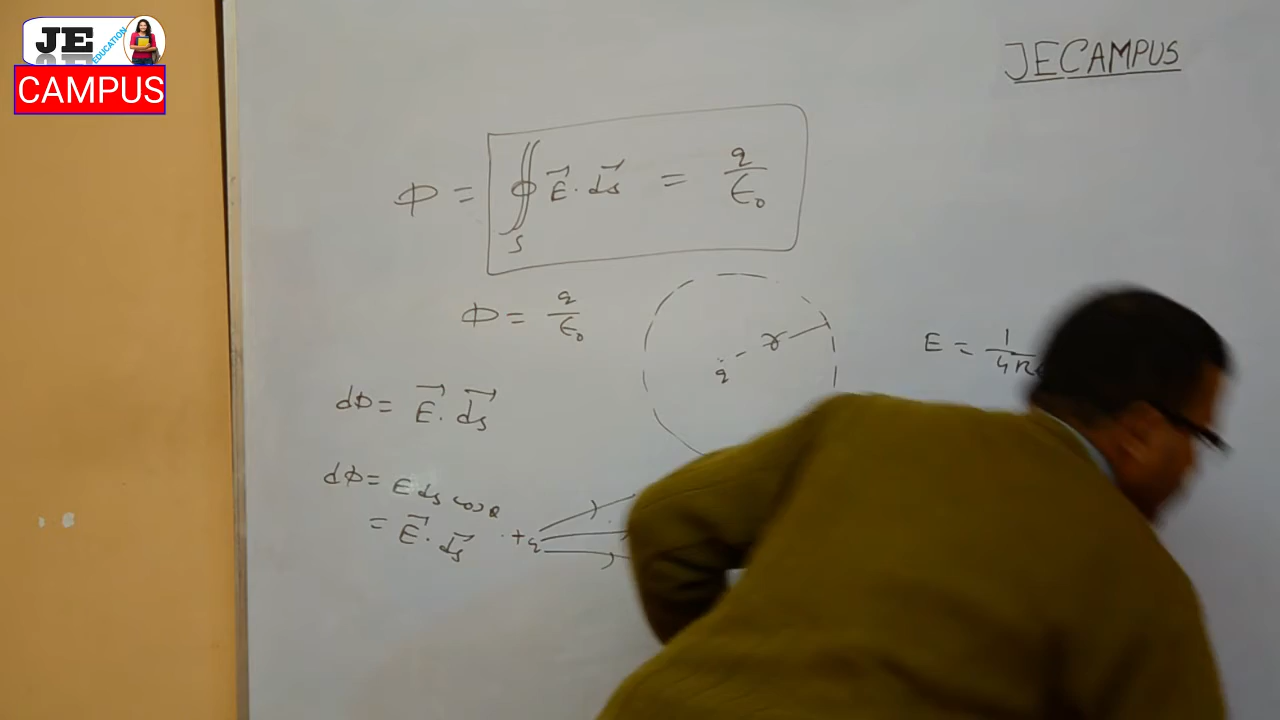 JE
EDUCATION
CAMPUS
JECAMPUS
Φ = ∯ E⃗ · ds⃗ = q/ε₀
S
Φ = q/ε₀
r
q
E = 1/4π
dΦ = E⃗ · ds⃗
dΦ = E ds cos θ
= E⃗ · ds⃗
+q